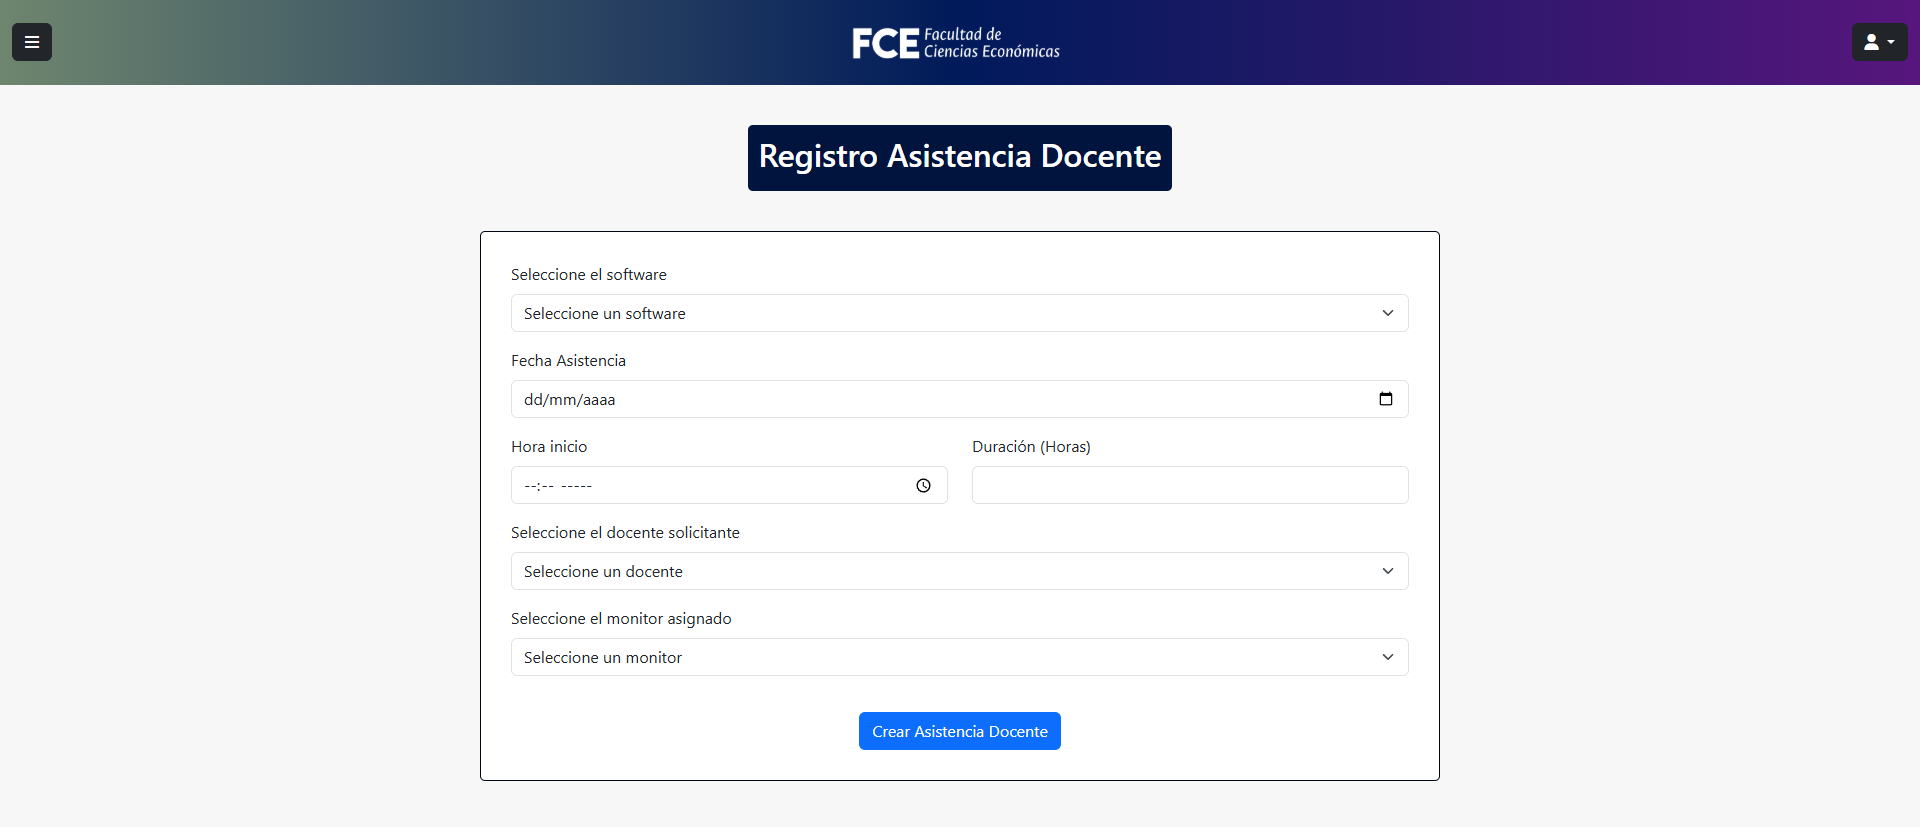 FCE Facultad de
Ciencias Económicas
Registro Asistencia Docente
Seleccione el software
Seleccione un software
Fecha Asistencia
dd/mm/aaaa
Hora inicio
--:-- -----
Duración (Horas)
Seleccione el docente solicitante
Seleccione un docente
Seleccione el monitor asignado
Seleccione un monitor
Crear Asistencia Docente